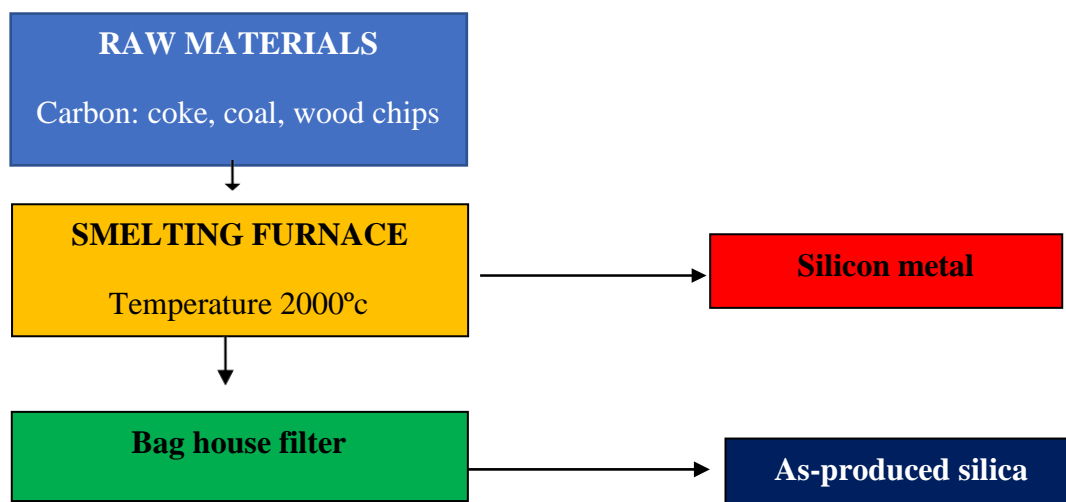 RAW MATERIALS
Carbon: coke, coal, wood chips
SMELTING FURNACE
Temperature 2000ºc
Silicon metal
Bag house filter
As-produced silica